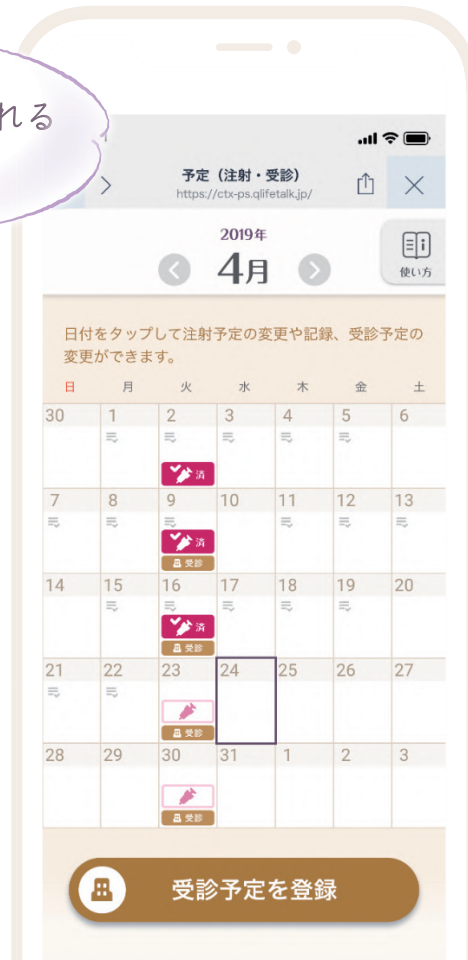 れる
予定（注射・受診）
https://ctx-ps.qlifetalk.jp/
2019年
4月
使い方
日付をタップして注射予定の変更や記録、受診予定の
変更ができます。
日 月 火 水 木 金 土
30 1 2 3 4 5 6
済
7 8 9 10 11 12 13
済
受診
14 15 16 17 18 19 20
済
受診
21 22 23 24 25 26 27
受診
28 29 30 31 1 2 3
受診
受診予定を登録